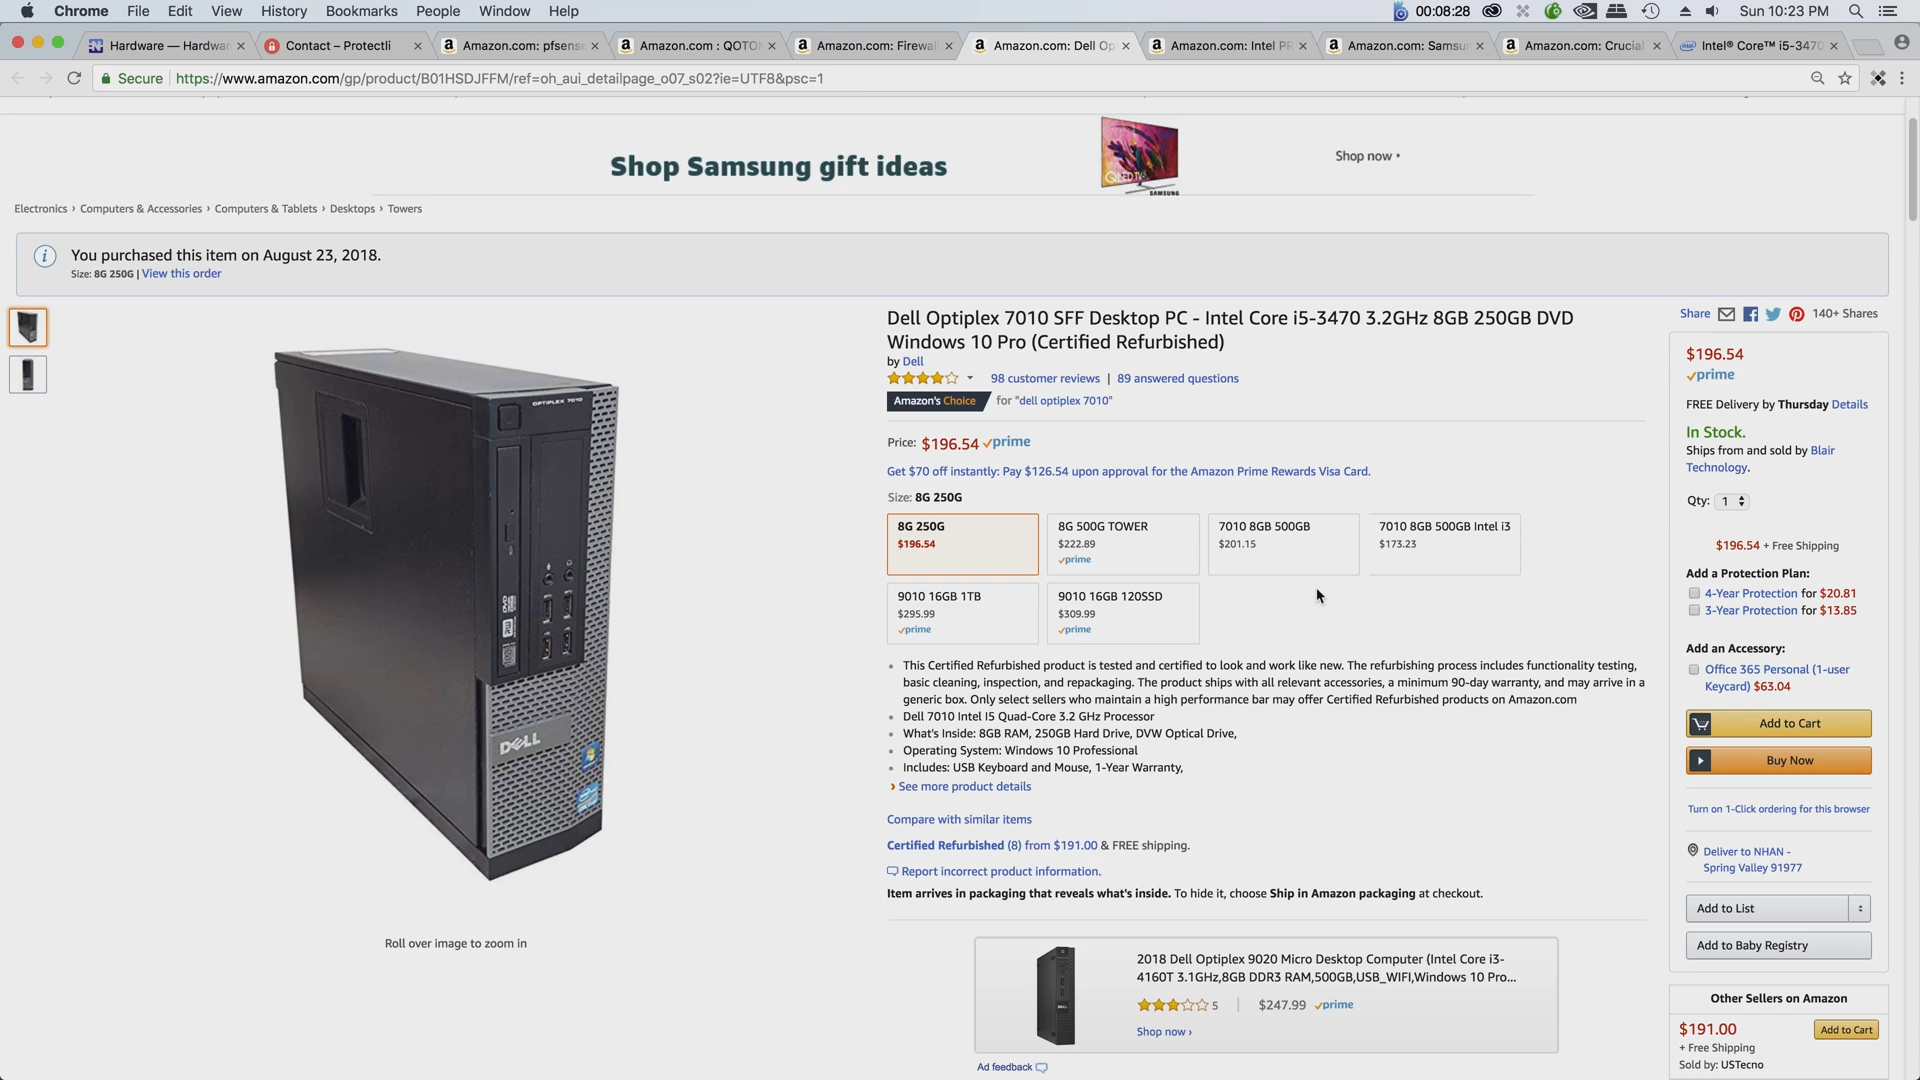 Chrome File Edit View History Bookmarks People Window Help
00:08:28
Sun 10:23 PM
Hardware — Hardwar
Contact – Protectli
Amazon.com: pfsens
Amazon.com : QOTO
Amazon.com: Firewal
Amazon.com: Dell Op
Amazon.com: Intel PR
Amazon.com: Samsu
Amazon.com: Crucial
Intel® Core™ i5-3470
Secure https://www.amazon.com/gp/product/B01HSDJFFM/ref=oh_aui_detailpage_o07_s02?ie=UTF8&psc=1
Shop Samsung gift ideas
QLED TV
SAMSUNG
Shop now ▸
Electronics › Computers & Accessories › Computers & Tablets › Desktops › Towers
You purchased this item on August 23, 2018.
Size: 8G 250G | View this order
OPTIPLEX 7010
DELL
Roll over image to zoom in
Dell Optiplex 7010 SFF Desktop PC - Intel Core i5-3470 3.2GHz 8GB 250GB DVD
Windows 10 Pro (Certified Refurbished)
by Dell
98 customer reviews | 89 answered questions
Amazon's Choice for "dell optiplex 7010"
Price: $196.54 prime
Get $70 off instantly: Pay $126.54 upon approval for the Amazon Prime Rewards Visa Card.
Size: 8G 250G
8G 250G
$196.54
8G 500G TOWER
$222.89
prime
7010 8GB 500GB
$201.15
7010 8GB 500GB Intel i3
$173.23
9010 16GB 1TB
$295.99
prime
9010 16GB 120SSD
$309.99
prime
This Certified Refurbished product is tested and certified to look and work like new. The refurbishing process includes functionality testing,
basic cleaning, inspection, and repackaging. The product ships with all relevant accessories, a minimum 90-day warranty, and may arrive in a
generic box. Only select sellers who maintain a high performance bar may offer Certified Refurbished products on Amazon.com
Dell 7010 Intel I5 Quad-Core 3.2 GHz Processor
What's Inside: 8GB RAM, 250GB Hard Drive, DVW Optical Drive,
Operating System: Windows 10 Professional
Includes: USB Keyboard and Mouse, 1-Year Warranty,
› See more product details
Compare with similar items
Certified Refurbished (8) from $191.00 & FREE shipping.
Report incorrect product information.
Item arrives in packaging that reveals what's inside. To hide it, choose Ship in Amazon packaging at checkout.
2018 Dell Optiplex 9020 Micro Desktop Computer (Intel Core i3-
4160T 3.1GHz,8GB DDR3 RAM,500GB,USB_WIFI,Windows 10 Pro...
5 | $247.99 prime
Shop now ›
Ad feedback
Share 140+ Shares
$196.54
prime
FREE Delivery by Thursday Details
In Stock.
Ships from and sold by Blair
Technology.
Qty: 1
$196.54 + Free Shipping
Add a Protection Plan:
4-Year Protection for $20.81
3-Year Protection for $13.85
Add an Accessory:
Office 365 Personal (1-user
Keycard) $63.04
Add to Cart
Buy Now
Turn on 1-Click ordering for this browser
Deliver to NHAN -
Spring Valley 91977
Add to List
Add to Baby Registry
Other Sellers on Amazon
$191.00
Add to Cart
+ Free Shipping
Sold by: USTecno